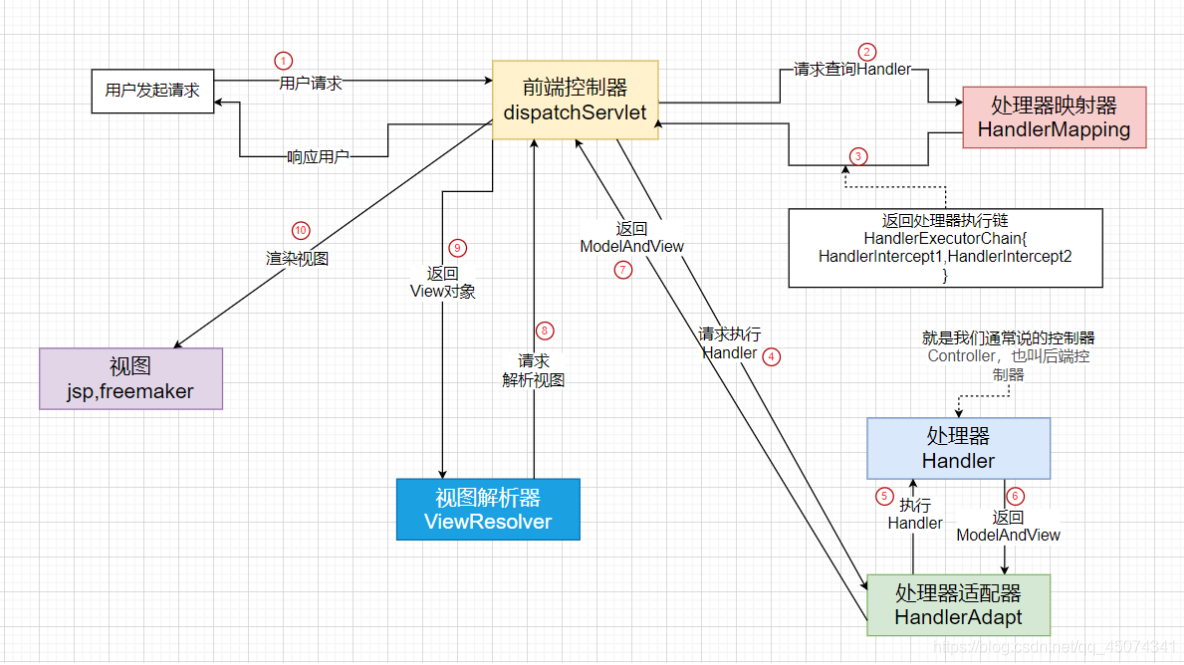 ①
用户请求
用户发起请求
响应用户
前端控制器
dispatchServlet
②
请求查询Handler
处理器映射器
HandlerMapping
③
返回处理器执行链
HandlerExecutorChain{
HandlerIntercept1,HandlerIntercept2
}
⑩
渲染视图
⑨
返回
View对象
返回
ModelAndView
⑦
⑧
请求
解析视图
请求执行
Handler
④
就是我们通常说的控制器
Controller，也叫后端控
制器
视图
jsp,freemaker
处理器
Handler
视图解析器
ViewResolver
⑤
执行
Handler
⑥
返回
ModelAndView
处理器适配器
HandlerAdapt
https://blog.csdn.net/qq_45074341